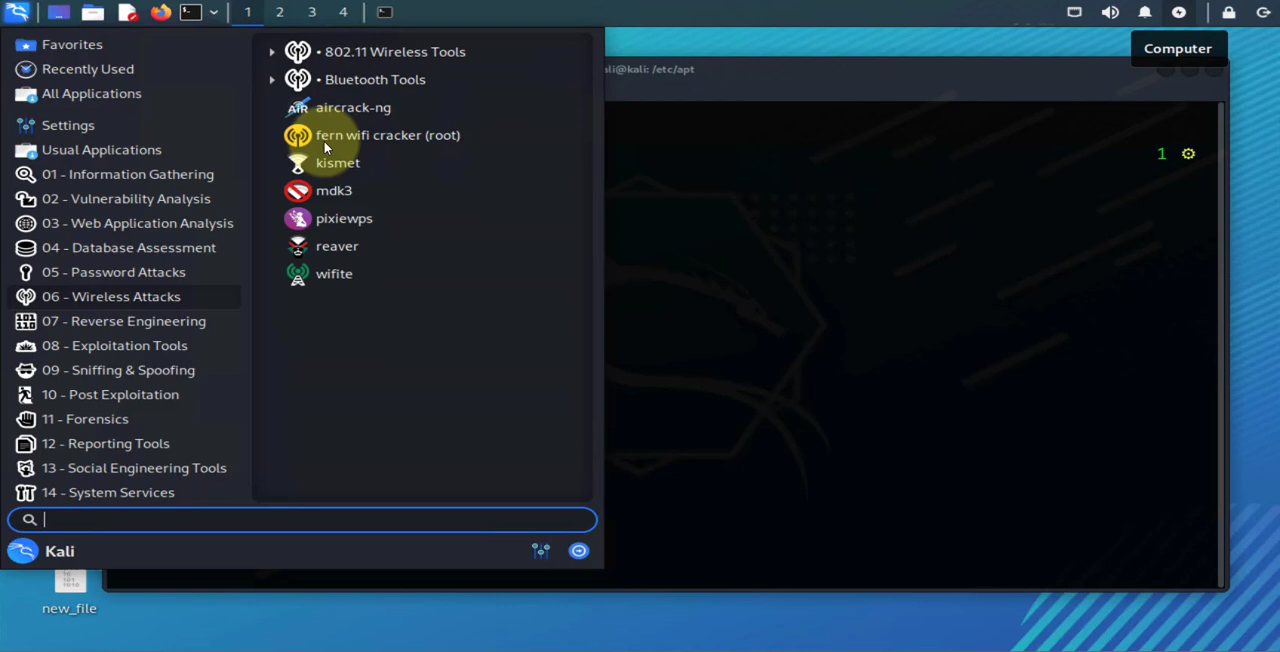 1 2 3 4
Computer
Favorites
Recently Used
All Applications
Settings
Usual Applications
01 - Information Gathering
02 - Vulnerability Analysis
03 - Web Application Analysis
04 - Database Assessment
05 - Password Attacks
06 - Wireless Attacks
07 - Reverse Engineering
08 - Exploitation Tools
09 - Sniffing & Spoofing
10 - Post Exploitation
11 - Forensics
12 - Reporting Tools
13 - Social Engineering Tools
14 - System Services
• 802.11 Wireless Tools
• Bluetooth Tools
aircrack-ng
fern wifi cracker (root)
kismet
mdk3
pixiewps
reaver
wifite
Kali
ali@kali: /etc/apt
1
new_file